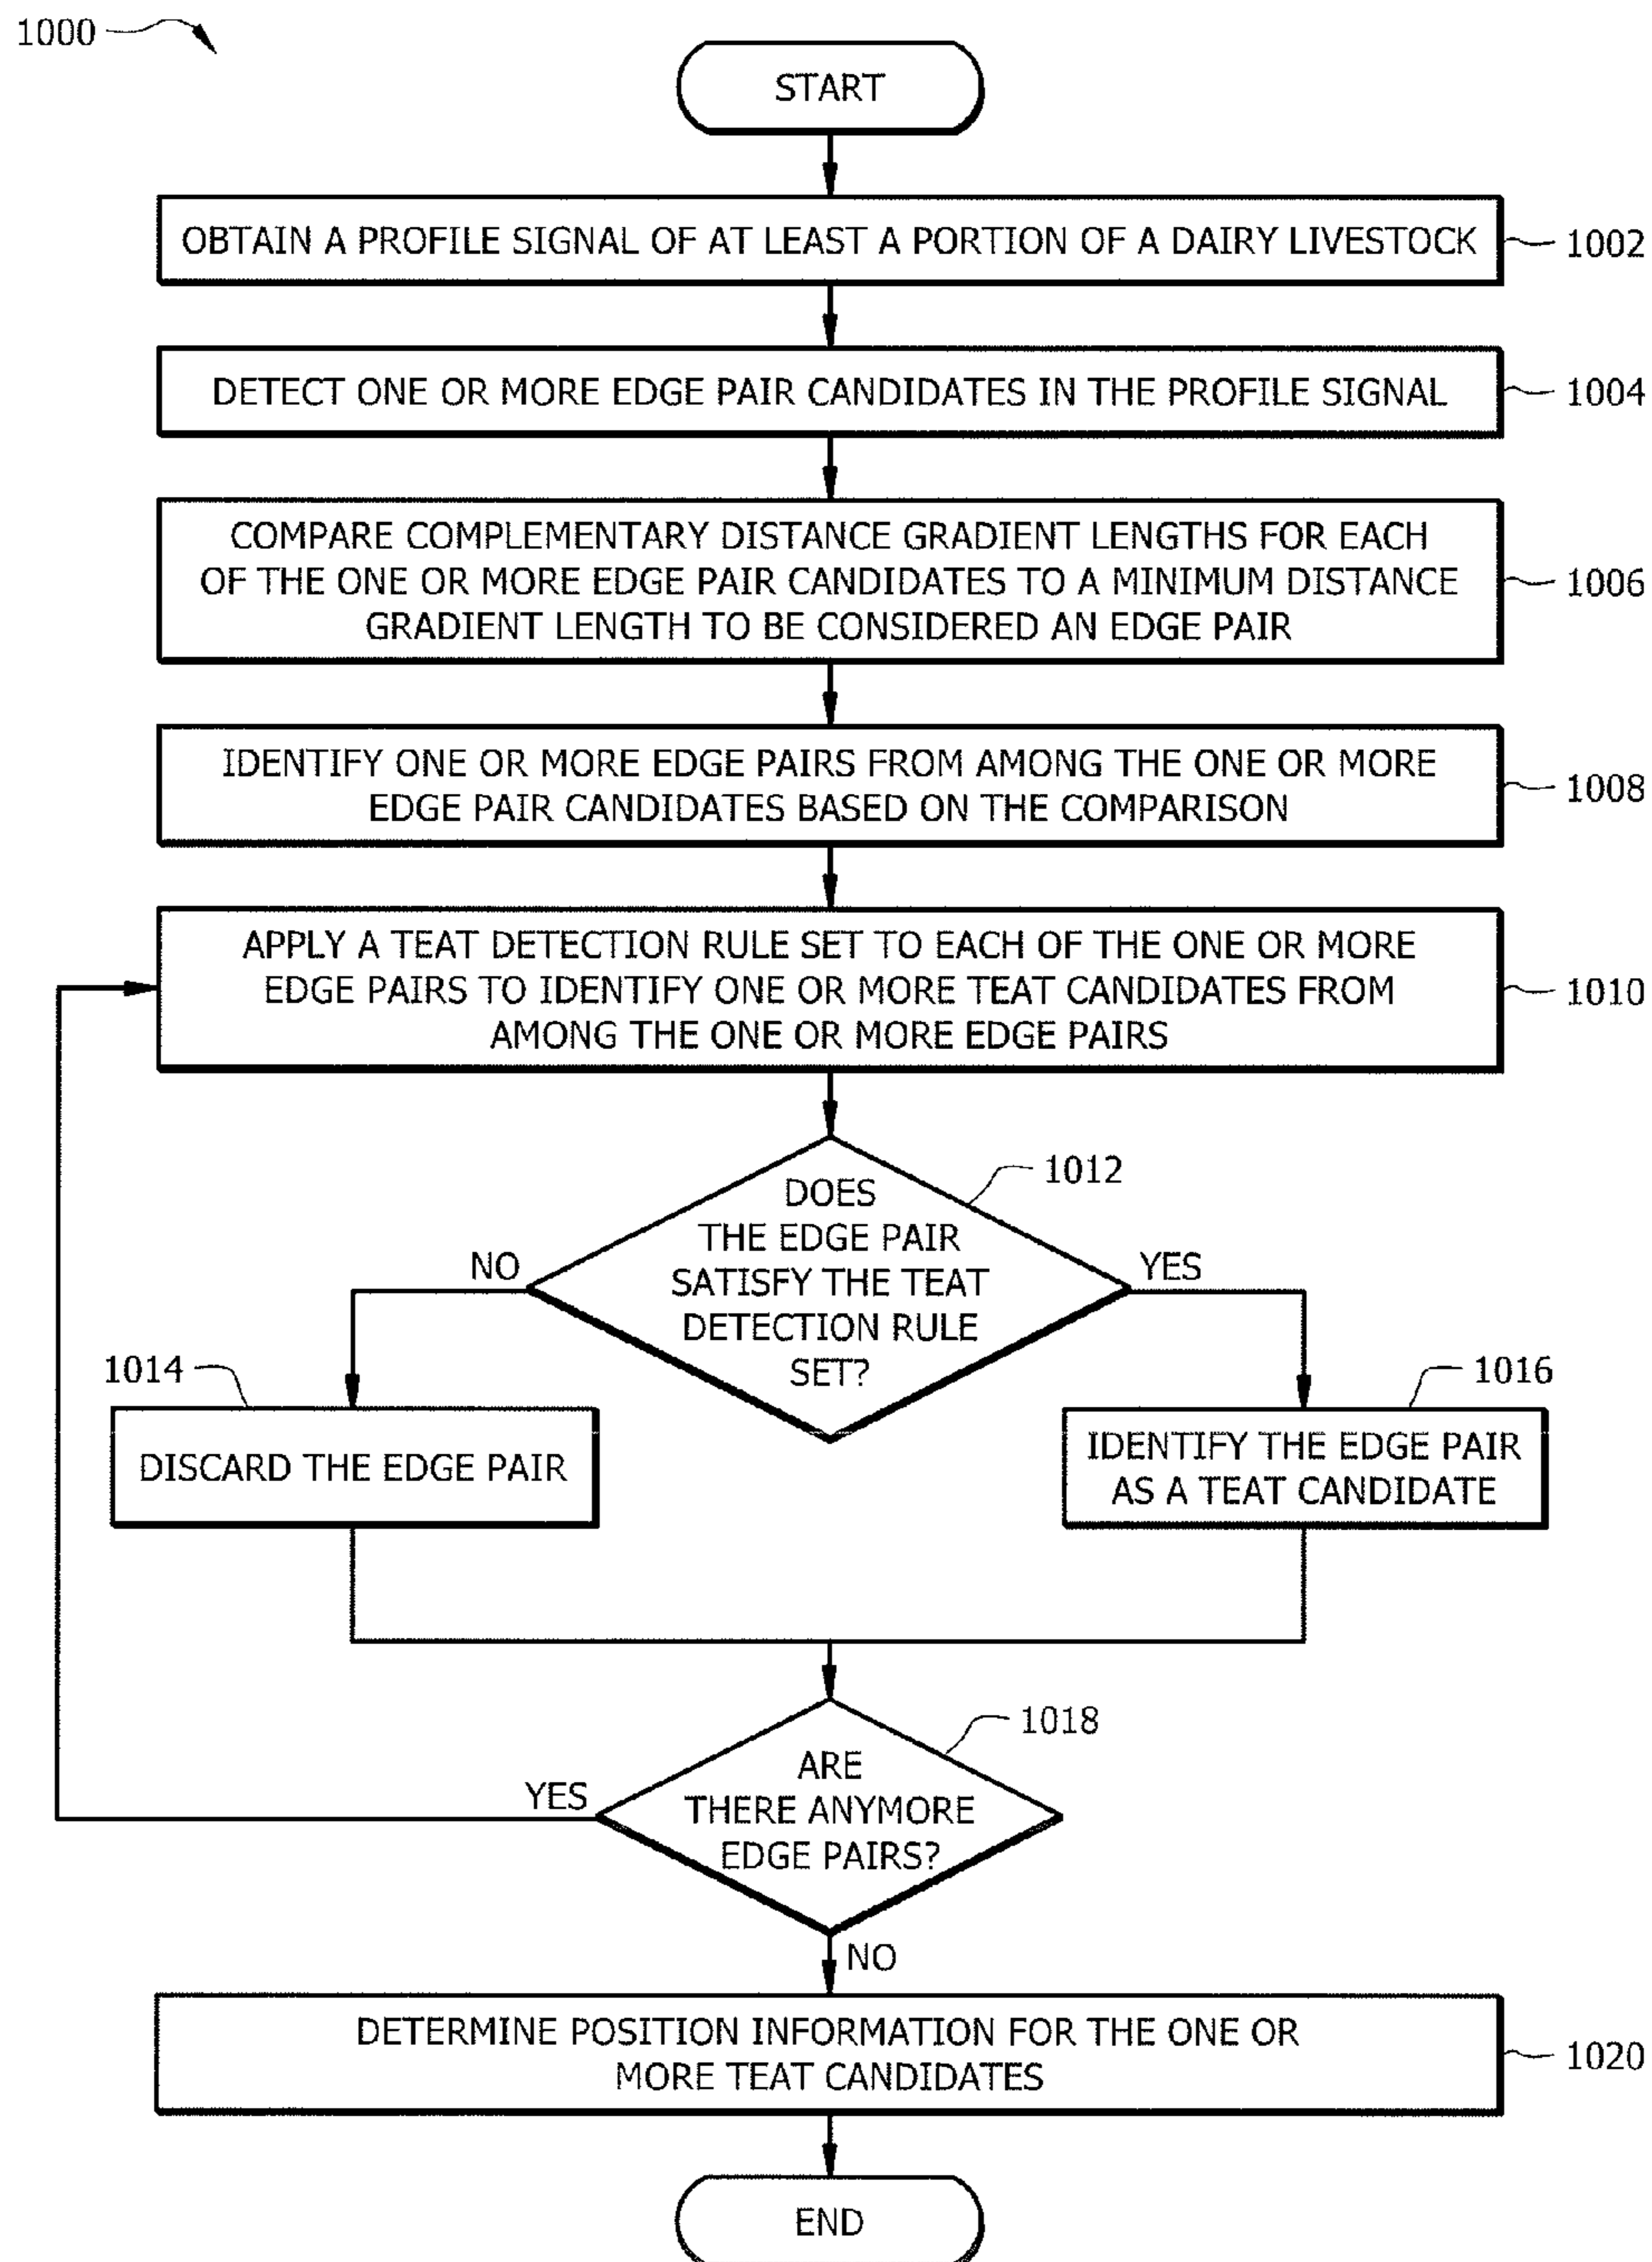 1000
START
OBTAIN A PROFILE SIGNAL OF AT LEAST A PORTION OF A DAIRY LIVESTOCK
1002
DETECT ONE OR MORE EDGE PAIR CANDIDATES IN THE PROFILE SIGNAL
1004
COMPARE COMPLEMENTARY DISTANCE GRADIENT LENGTHS FOR EACH
OF THE ONE OR MORE EDGE PAIR CANDIDATES TO A MINIMUM DISTANCE
GRADIENT LENGTH TO BE CONSIDERED AN EDGE PAIR
1006
IDENTIFY ONE OR MORE EDGE PAIRS FROM AMONG THE ONE OR MORE
EDGE PAIR CANDIDATES BASED ON THE COMPARISON
1008
APPLY A TEAT DETECTION RULE SET TO EACH OF THE ONE OR MORE
EDGE PAIRS TO IDENTIFY ONE OR MORE TEAT CANDIDATES FROM
AMONG THE ONE OR MORE EDGE PAIRS
1010
1012
DOES
THE EDGE PAIR
SATISFY THE TEAT
DETECTION RULE
SET?
NO
YES
1014
DISCARD THE EDGE PAIR
1016
IDENTIFY THE EDGE PAIR
AS A TEAT CANDIDATE
1018
ARE
THERE ANYMORE
EDGE PAIRS?
YES
NO
DETERMINE POSITION INFORMATION FOR THE ONE OR
MORE TEAT CANDIDATES
1020
END